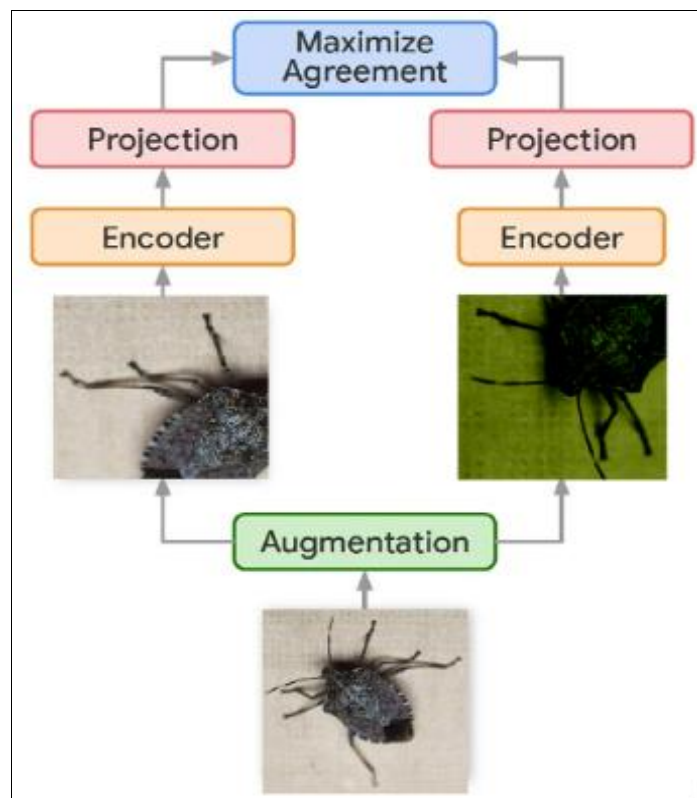 Maximize
Agreement
Projection
Projection
Encoder
Encoder
Augmentation